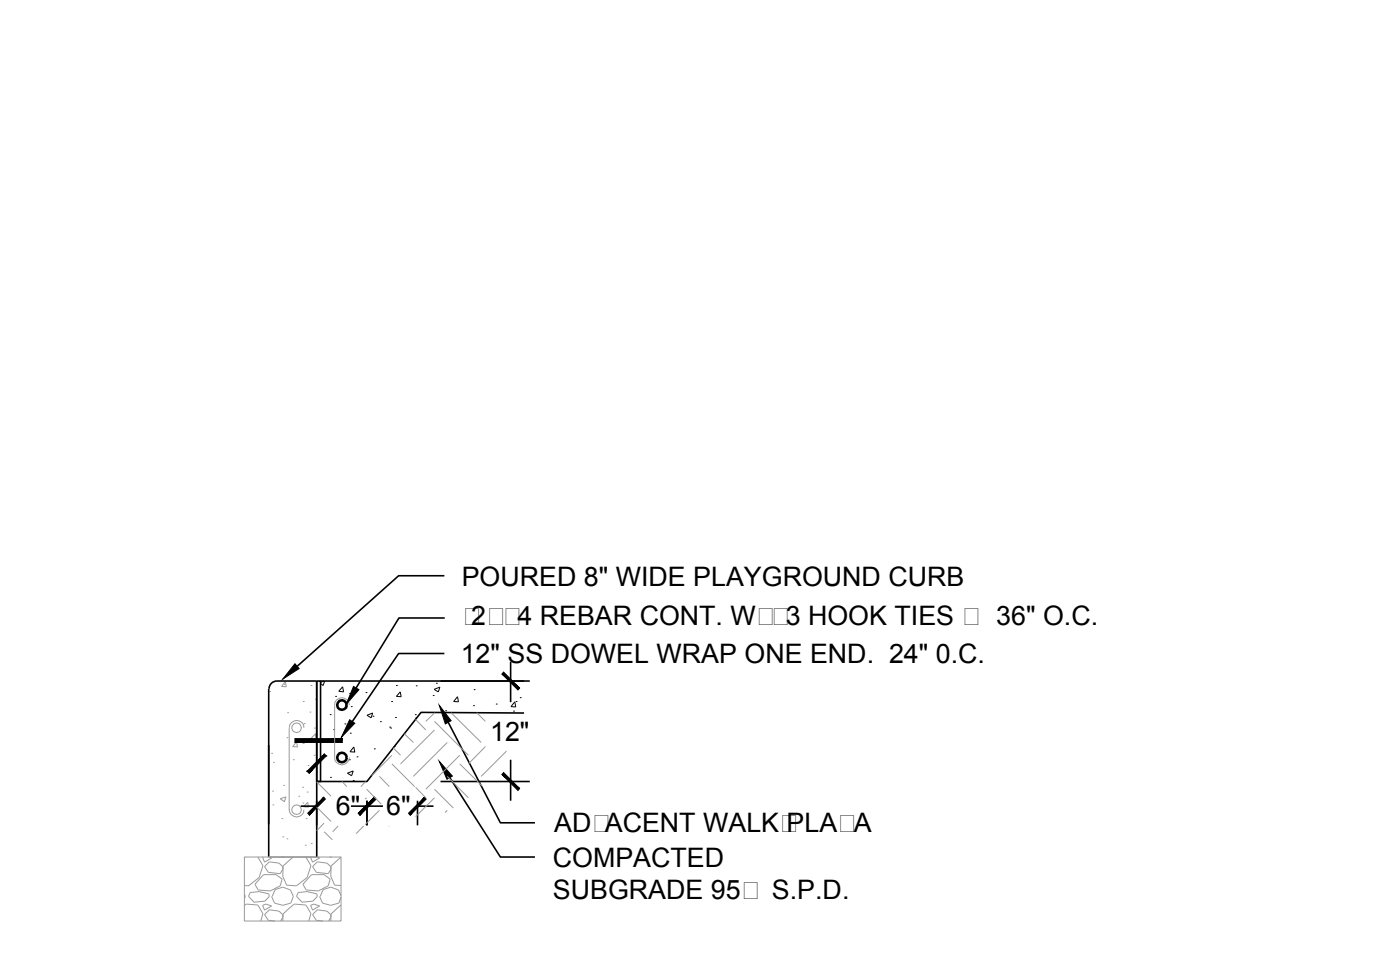 POURED 8" WIDE PLAYGROUND CURB
□2□□4 REBAR CONT. W□□3 HOOK TIES □ 36" O.C.
12" SS DOWEL WRAP ONE END. 24" 0.C.
12"
6" 6"
AD□ACENT WALK□PLA□A
COMPACTED
SUBGRADE 95□ S.P.D.